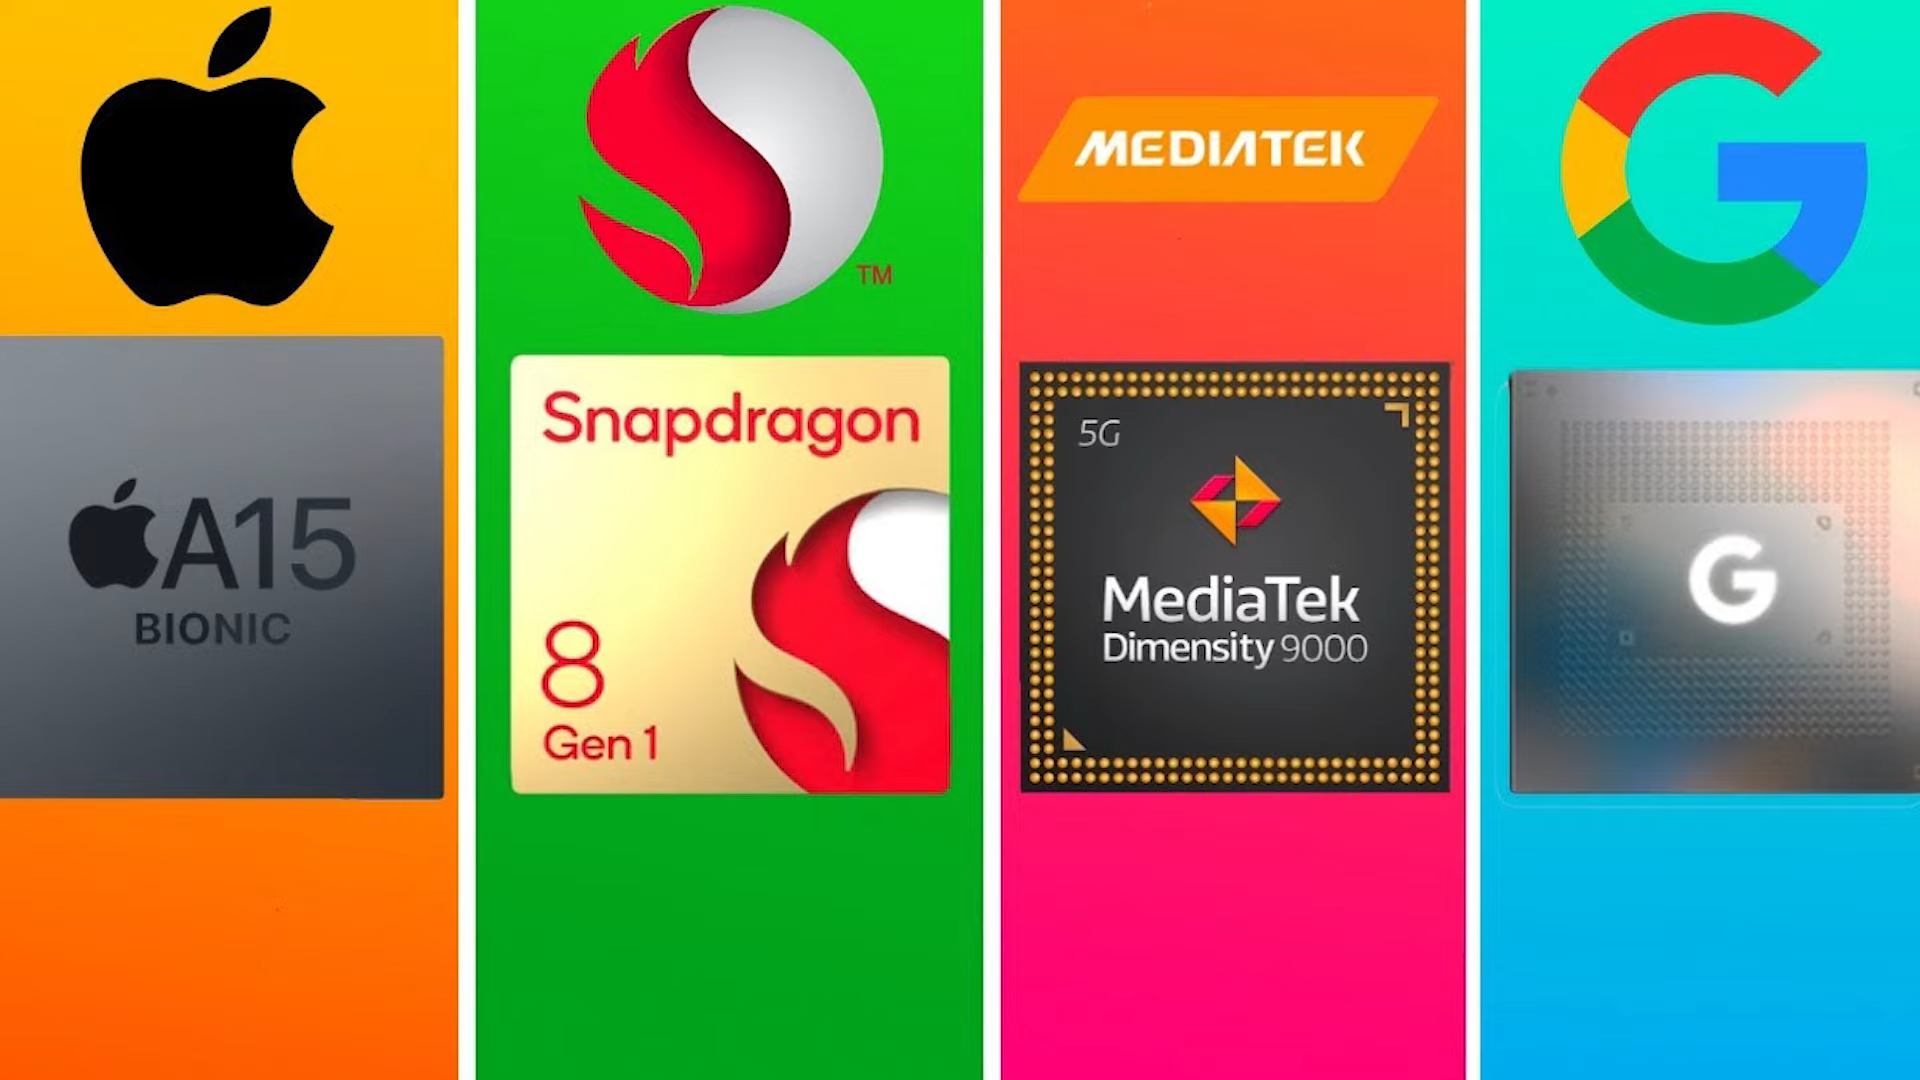 TM
MEDIATEK
A15
BIONIC
Snapdragon
8
Gen 1
5G
MediaTek
Dimensity 9000
G